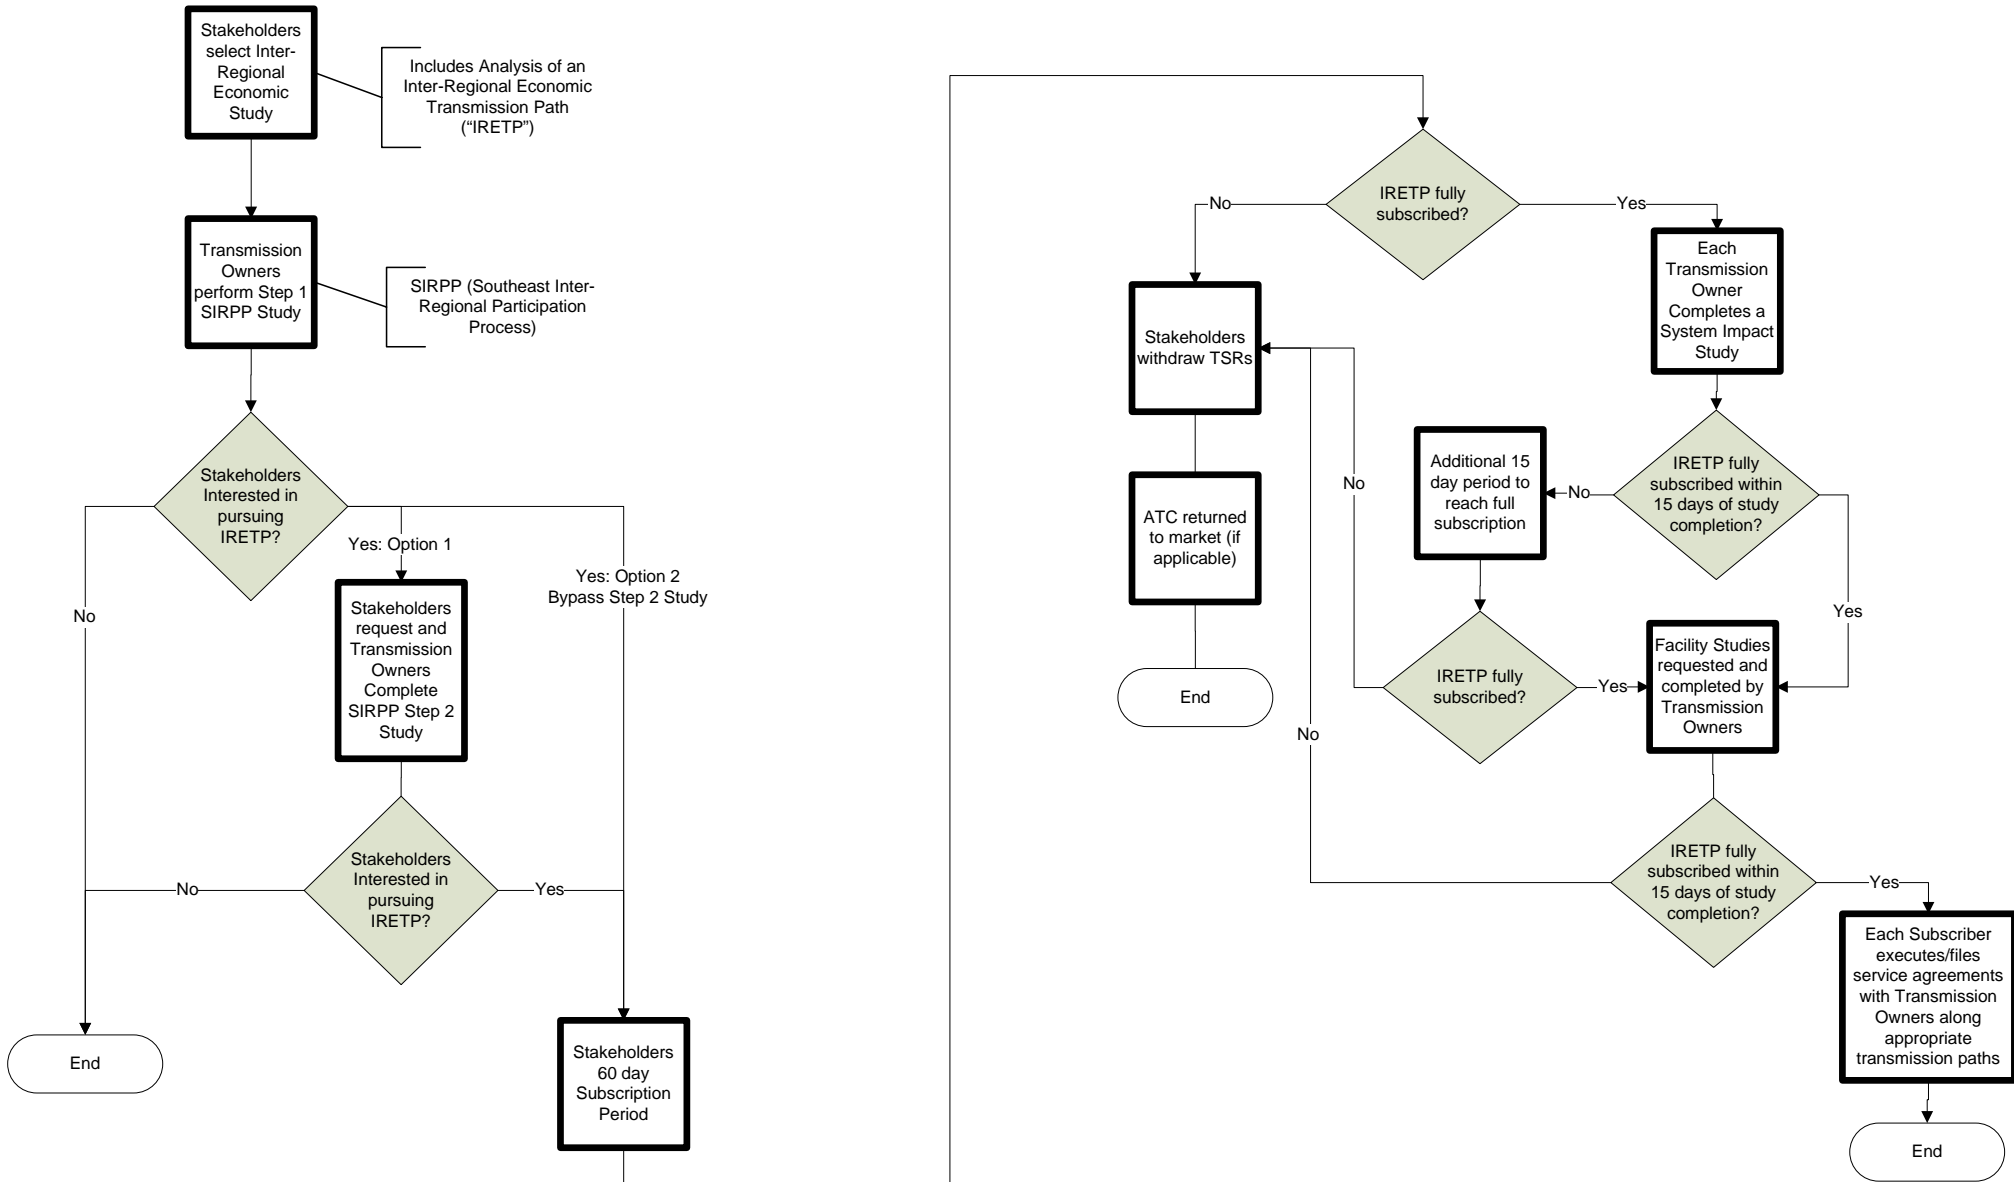 Stakeholders
select Inter-
Regional
Economic
Study
Includes Analysis of an
Inter-Regional Economic
Transmission Path
(“IRETP”)
Transmission
Owners
perform Step 1
SIRPP Study
SIRPP (Southeast Inter-
Regional Participation
Process)
Stakeholders
Interested in
pursuing
IRETP?
No
Yes: Option 1
Yes: Option 2
Bypass Step 2 Study
Stakeholders
request and
Transmission
Owners
Complete
SIRPP Step 2
Study
Stakeholders
Interested in
pursuing
IRETP?
No
Yes
End
Stakeholders
60 day
Subscription
Period
IRETP fully
subscribed?
No
Yes
Each
Transmission
Owner
Completes a
System Impact
Study
Stakeholders
withdraw TSRs
IRETP fully
subscribed within
15 days of study
completion?
No
Yes
Additional 15
day period to
reach full
subscription
No
ATC returned
to market (if
applicable)
End
IRETP fully
subscribed?
Yes
Facility Studies
requested and
completed by
Transmission
Owners
No
IRETP fully
subscribed within
15 days of study
completion?
Yes
Each Subscriber
executes/files
service agreements
with Transmission
Owners along
appropriate
transmission paths
End